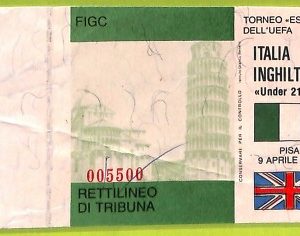 FIGC
005500
RETTILINEO
DI TRIBUNA
CONSERVARE PER IL CONTROLLO
TORNEO «ES
DELL'UEFA
ITALIA
INGHILT
«Under 21
PISA
9 APRILE